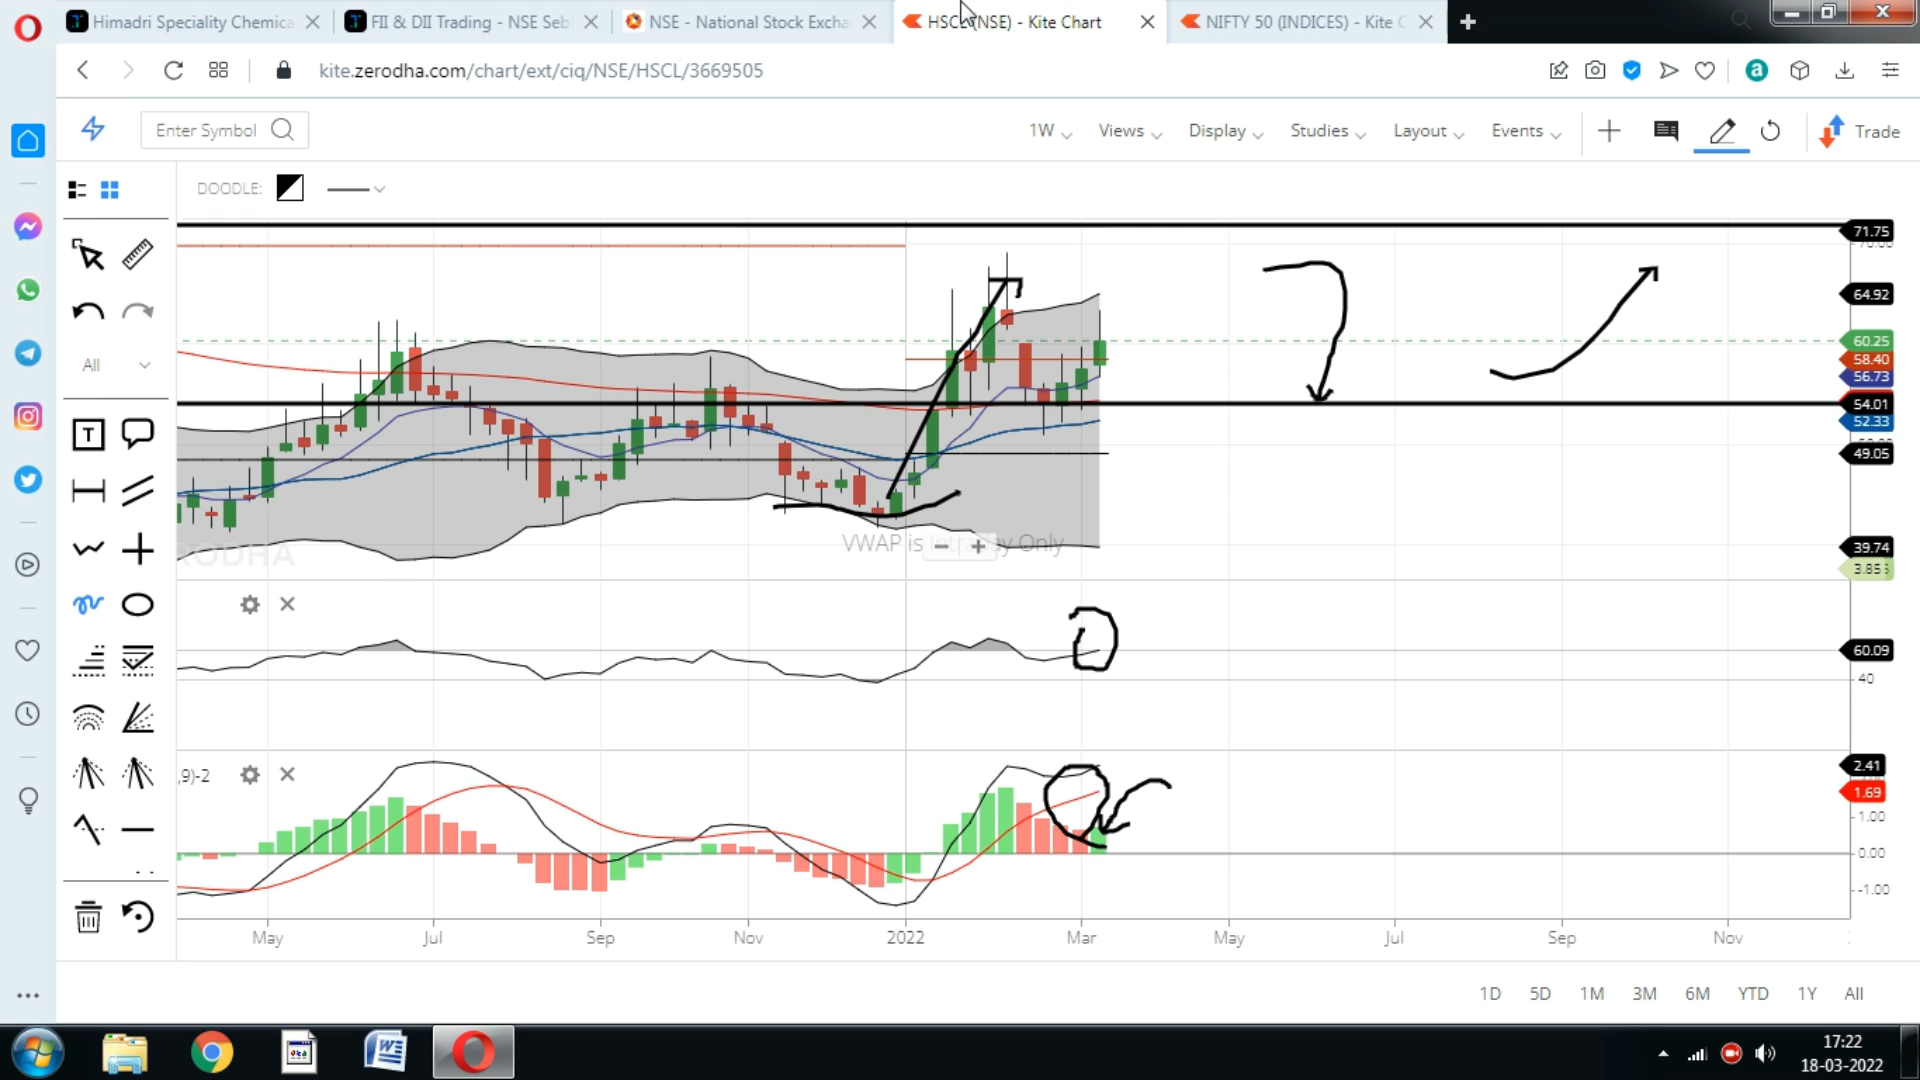 Himadri Speciality Chemica
FII & DII Trading - NSE Seb
NSE - National Stock Excha
HSCL (NSE) - Kite Chart
NIFTY 50 (INDICES) - Kite C
kite.zerodha.com/chart/ext/ciq/NSE/HSCL/3669505
Enter Symbol
1W
Views
Display
Studies
Layout
Events
Trade
DOODLE:
71.75
70.00
64.92
60.25
58.40
56.73
54.01
52.33
49.05
39.74
All
T
VWAP is Intraday Only
60.09
40
,9)-2
2.41
1.69
1.00
0.00
-1.00
May
Jul
Sep
Nov
2022
Mar
May
Jul
Sep
Nov
1D
5D
1M
3M
6M
YTD
1Y
All
17:22
18-03-2022